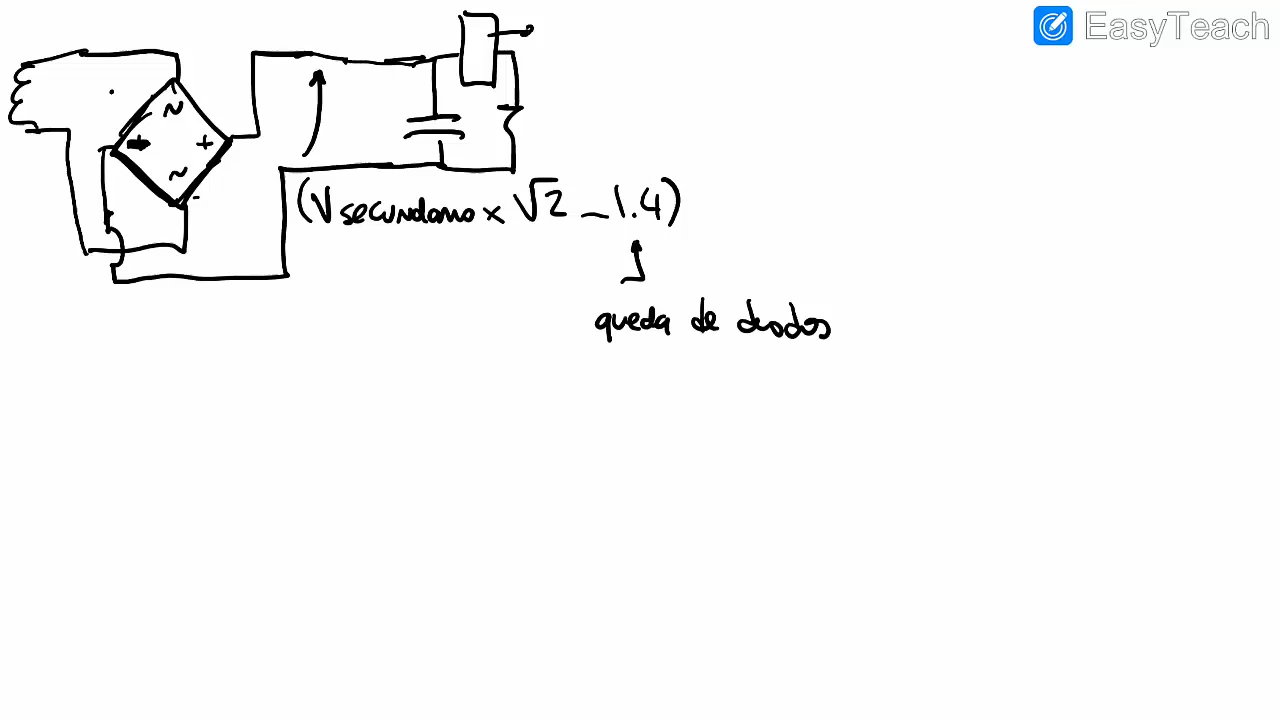 EasyTeach
~
+
~
(Vsecundario x √2 - 1.4)
queda de diodos